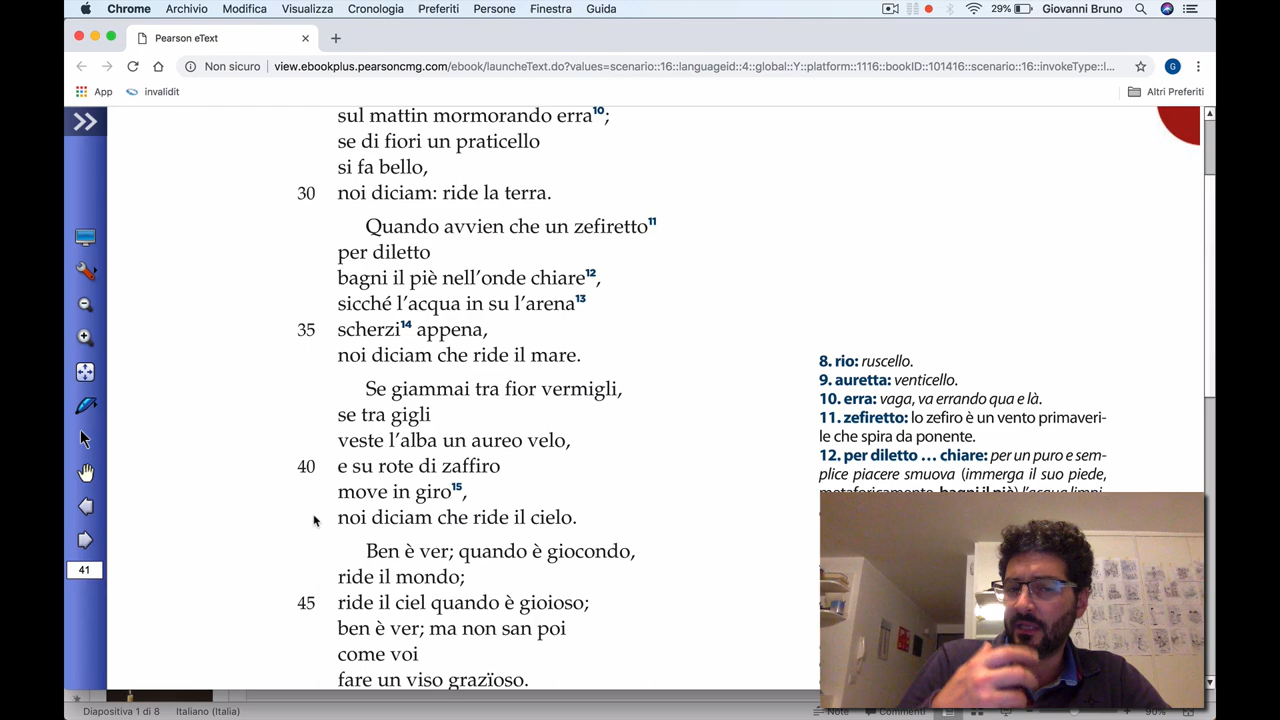 Chrome Archivio Modifica Visualizza Cronologia Preferiti Persone Finestra Guida 29% Giovanni Bruno
Pearson eText
Non sicuro view.ebookplus.pearsoncmg.com/ebook/launcheText.do?values=scenario::16::languageid::4::global::Y::platform::1116::bookID::101416::scenario::16::invokeType::l... G
App invalidit Altri Preferiti
sul mattin mormorando erra10;
se di fiori un praticello
si fa bello,
30 noi diciam: ride la terra.
Quando avvien che un zefiretto11
per diletto
bagni il piè nell'onde chiare12,
sicché l'acqua in su l'arena13
35 scherzi14 appena,
noi diciam che ride il mare.
Se giammai tra fior vermigli,
se tra gigli
veste l'alba un aureo velo,
40 e su rote di zaffiro
move in giro15,
noi diciam che ride il cielo.
Ben è ver; quando è giocondo,
ride il mondo;
45 ride il ciel quando è gioioso;
ben è ver; ma non san poi
come voi
fare un viso grazïoso.
8. rio: ruscello.
9. auretta: venticello.
10. erra: vaga, va errando qua e là.
11. zefiretto: lo zefiro è un vento primaveri-
le che spira da ponente.
12. per diletto ... chiare: per un puro e sem-
plice piacere smuova (immerga il suo piede,
metaforicamente, bagni il piè) l'acqua limpi-
41
Diapositiva 1 di 8 Italiano (Italia) Note Commenti 90%